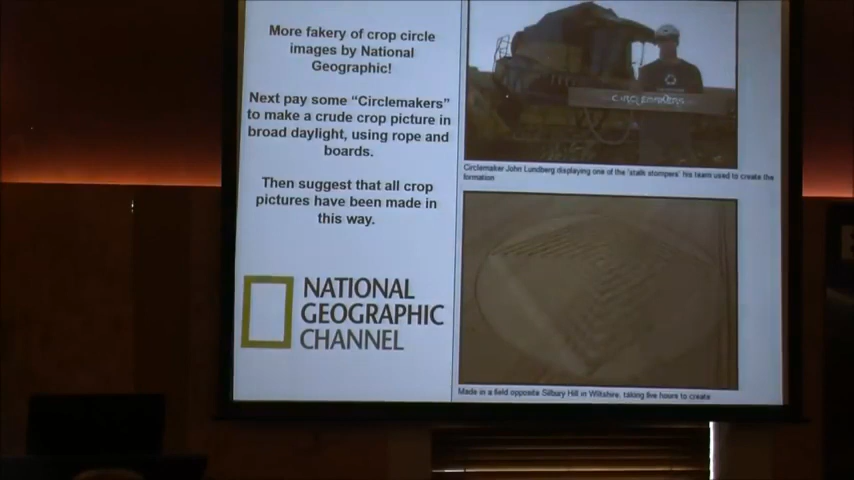 More fakery of crop circle
images by National
Geographic!
Next pay some “Circlemakers”
to make a crude crop picture in
broad daylight, using rope and
boards.
Then suggest that all crop
pictures have been made in
this way.
NATIONAL
GEOGRAPHIC
CHANNEL
CIRCLEMAKERS
Circlemaker John Lundberg displaying one of the 'stalk stompers' his team used to create the
formation
Made in a field opposite Silbury Hill in Wiltshire, taking five hours to create